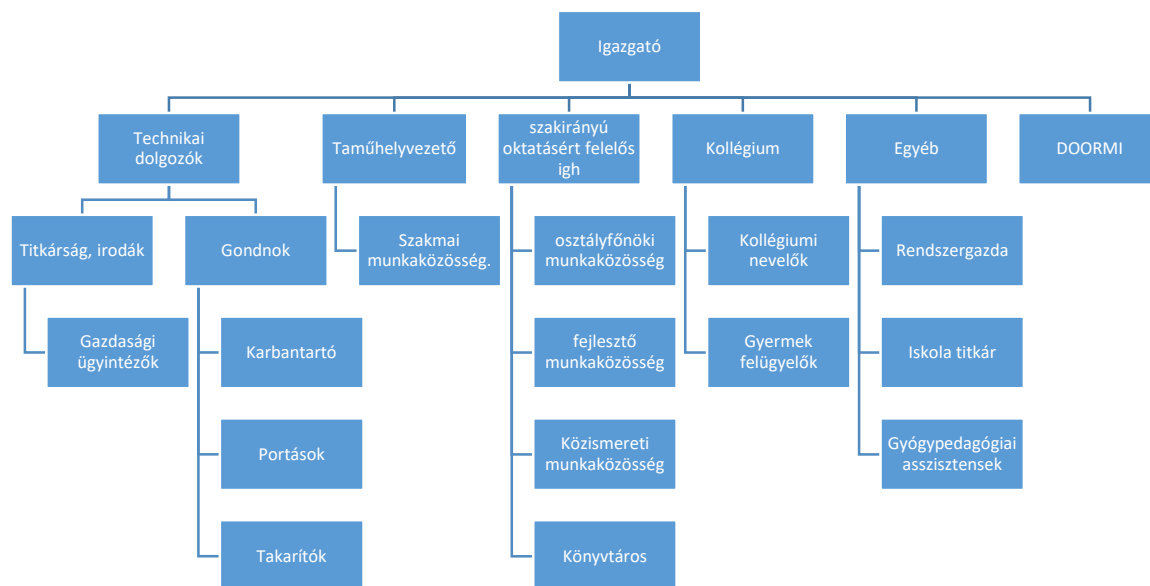 Igazgató
Technikai
dolgozók
Taműhelyvezető
szakirányú
oktatásért felelős
igh
Kollégium
Egyéb
DOORMI
Titkárság, irodák
Gondnok
Szakmai
munkaközösség.
osztályfőnöki
munkaközösség
Kollégiumi
nevelők
Rendszergazda
Gazdasági
ügyintézők
Karbantartó
fejlesztő
munkaközösség
Gyermek
felügyelők
Iskola titkár
Portások
Közismereti
munkaközösség
Gyógypedagógiai
asszisztensek
Takarítók
Könyvtáros